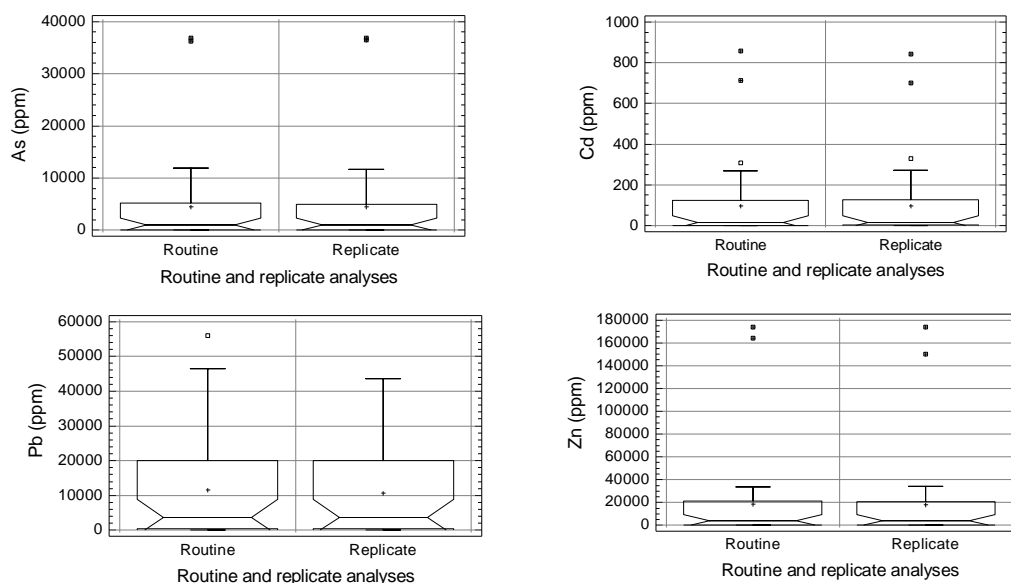 As (ppm)
40000
30000
20000
10000
0
Routine
Replicate
Routine and replicate analyses
Cd (ppm)
1000
800
600
400
200
0
Routine
Replicate
Routine and replicate analyses
Pb (ppm)
60000
50000
40000
30000
20000
10000
0
Routine
Replicate
Routine and replicate analyses
Zn (ppm)
180000
160000
140000
120000
100000
80000
60000
40000
20000
0
Routine
Replicate
Routine and replicate analyses